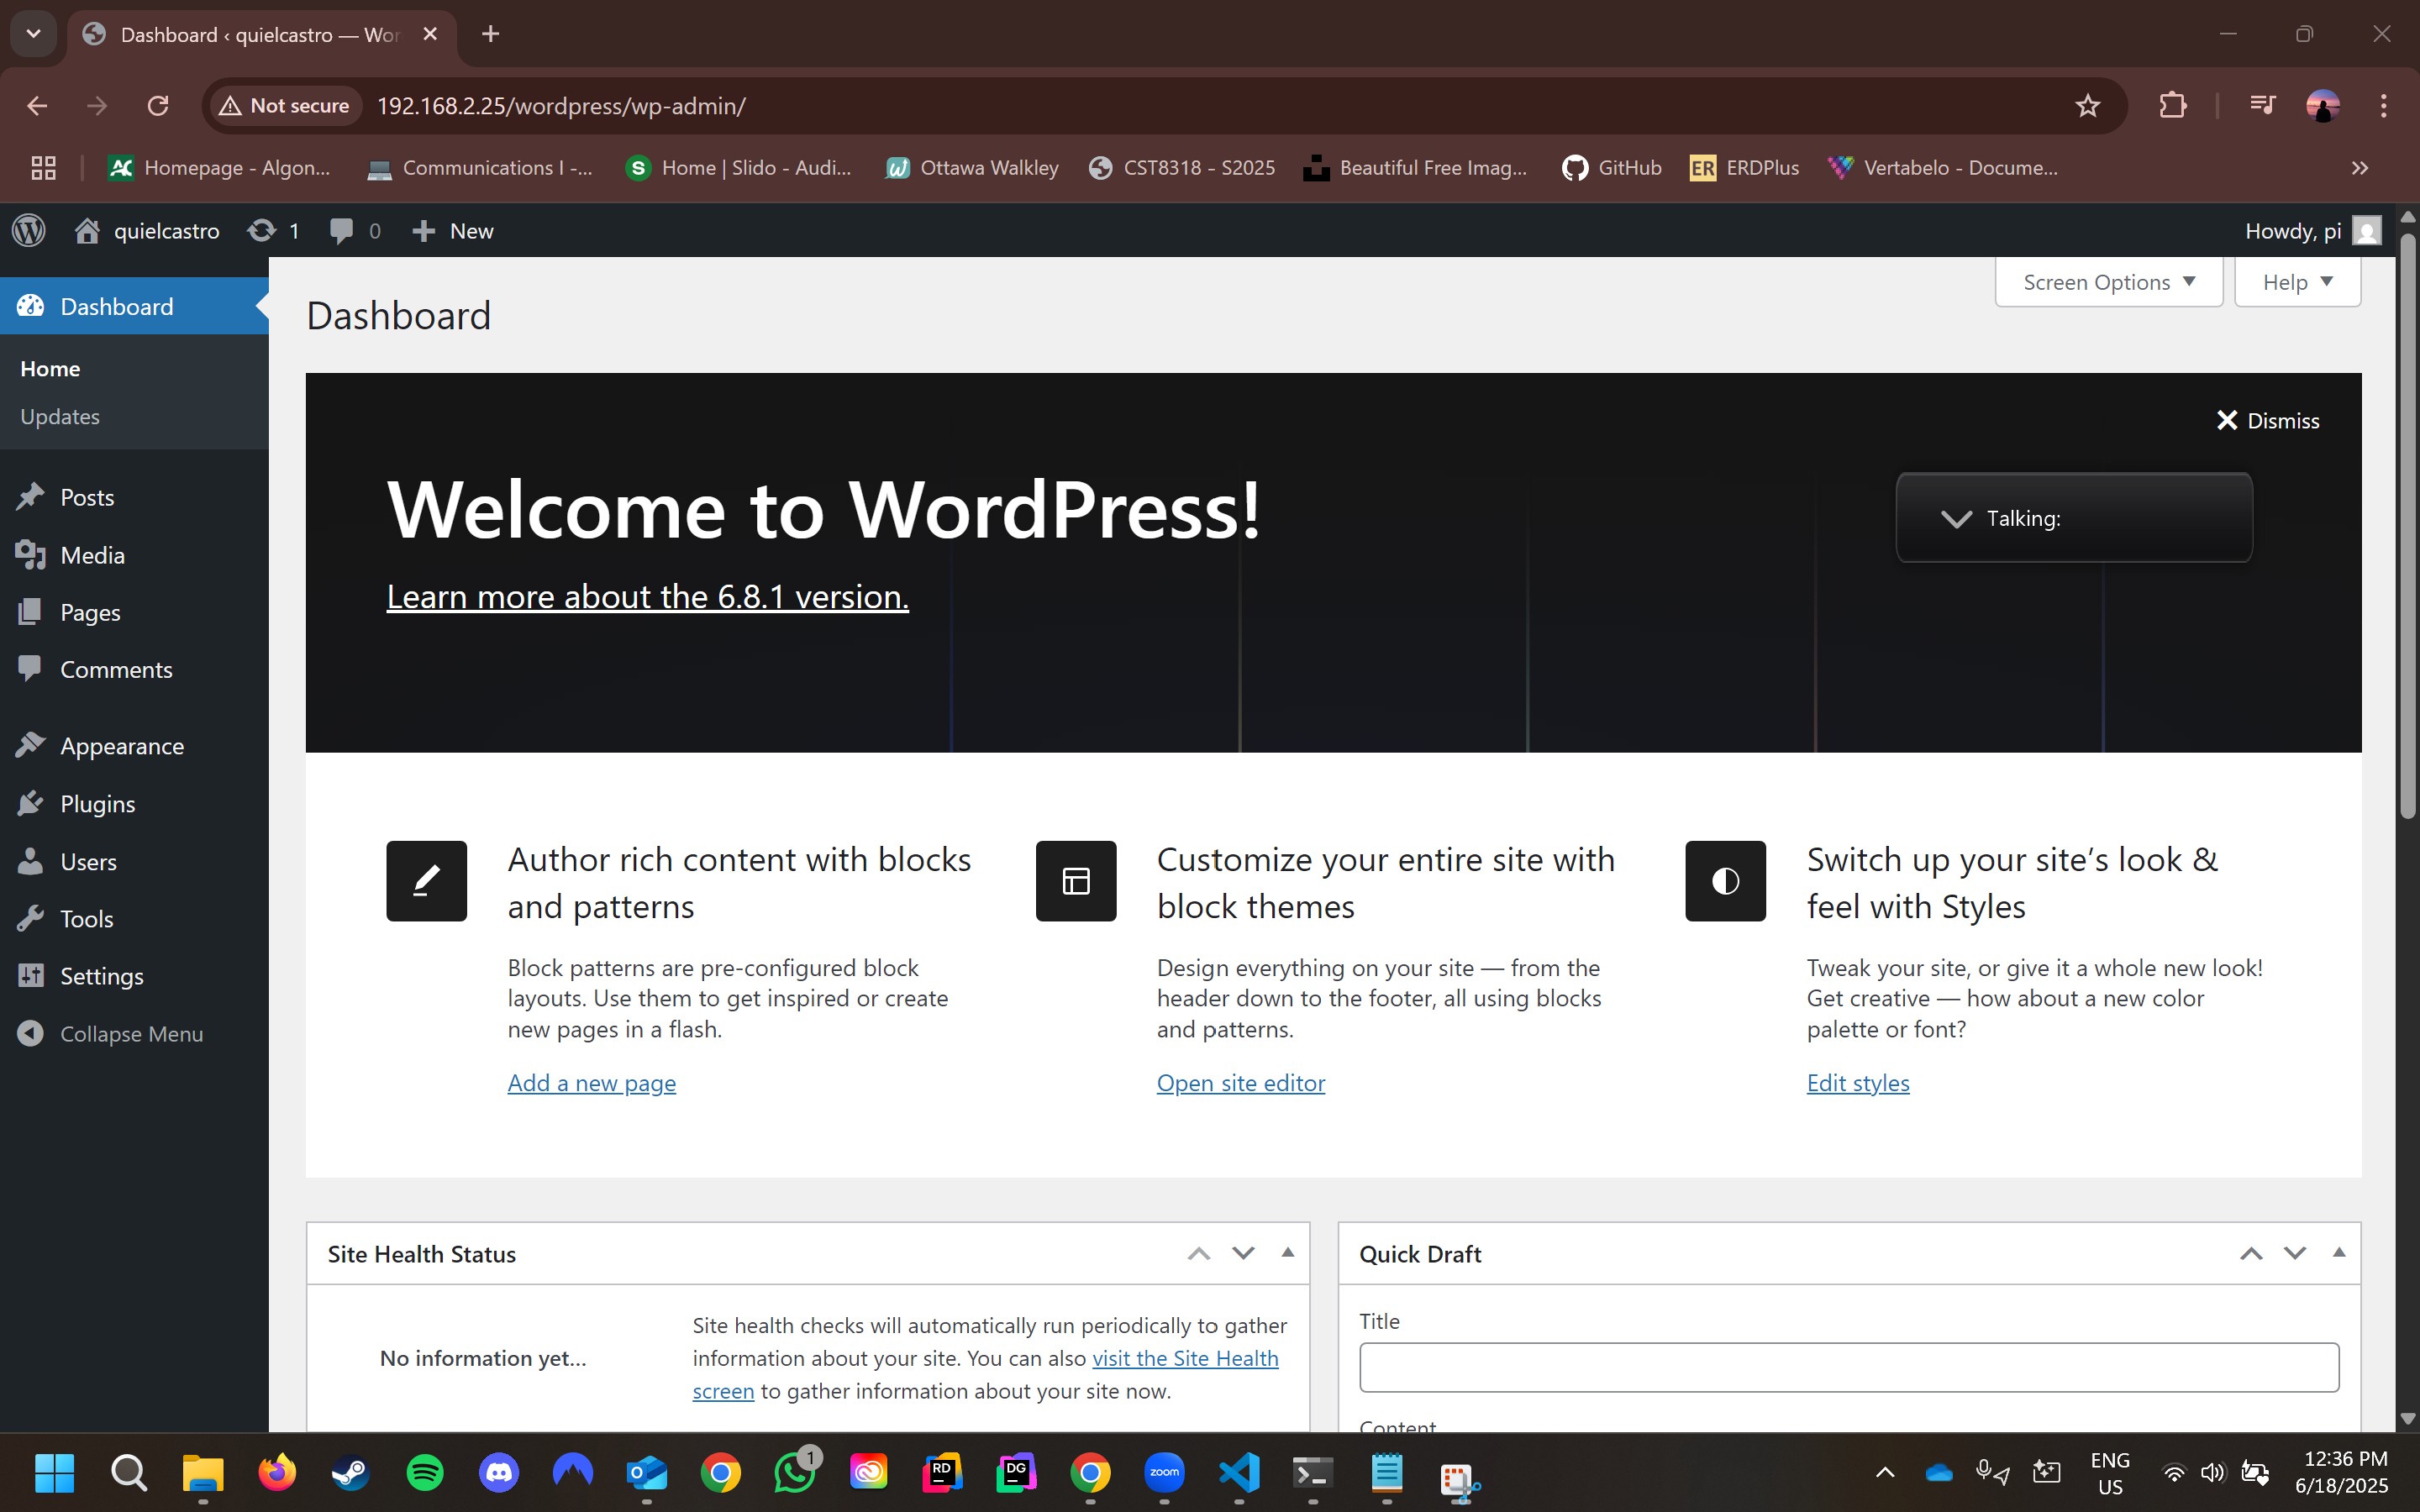 Dashboard ‹ quielcastro — Wor
Not secure
192.168.2.25/wordpress/wp-admin/
Homepage - Algon...
Communications I -...
S
Home | Slido - Audi...
Ottawa Walkley
CST8318 - S2025
Beautiful Free Imag...
GitHub
ER
ERDPlus
Vertabelo - Docume...
quielcastro
1
0
New
Howdy, pi
Dashboard
Home
Updates
Posts
Media
Pages
Comments
Appearance
Plugins
Users
Tools
Settings
Collapse Menu
Screen Options
Help
Dashboard
Dismiss
Welcome to WordPress!
Talking:
Learn more about the 6.8.1 version.
Author rich content with blocks
and patterns
Block patterns are pre-configured block
layouts. Use them to get inspired or create
new pages in a flash.
Add a new page
Customize your entire site with
block themes
Design everything on your site — from the
header down to the footer, all using blocks
and patterns.
Open site editor
Switch up your site’s look &
feel with Styles
Tweak your site, or give it a whole new look!
Get creative — how about a new color
palette or font?
Edit styles
Site Health Status
No information yet…
Site health checks will automatically run periodically to gather
information about your site. You can also visit the Site Health
screen to gather information about your site now.
Quick Draft
Title
Content
1
RD
DG
zoom
ENG
US
12:36 PM
6/18/2025